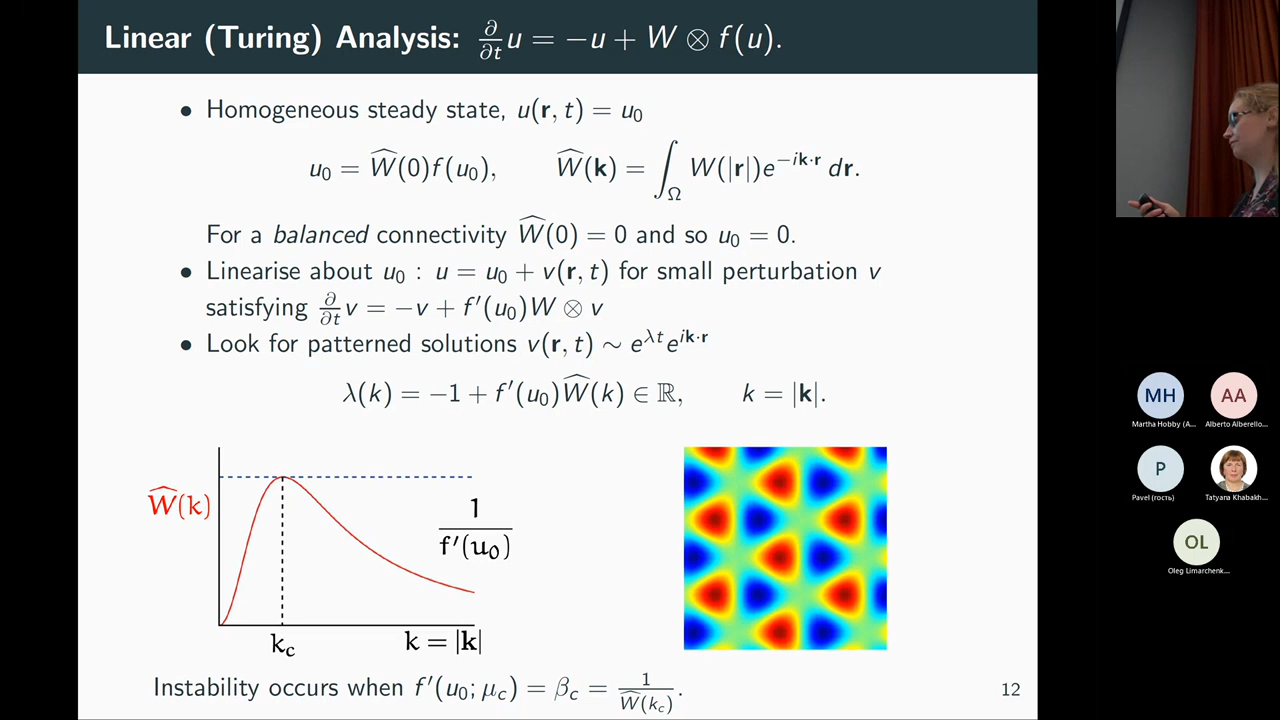 Linear (Turing) Analysis: ∂/∂t u = −u + W ⊗ f(u).
• Homogeneous steady state, u(r, t) = u₀
u₀ = Ŵ(0)f(u₀), Ŵ(k) = ∫_Ω W(|r|)e^{−ik·r} dr.
For a balanced connectivity Ŵ(0) = 0 and so u₀ = 0.
• Linearise about u₀ : u = u₀ + v(r, t) for small perturbation v
satisfying ∂/∂t v = −v + f′(u₀)W ⊗ v
• Look for patterned solutions v(r, t) ∼ e^{λt}e^{ik·r}
λ(k) = −1 + f′(u₀)Ŵ(k) ∈ ℝ, k = |k|.
Ŵ(k)
1/f′(u₀)
k_c
k = |k|
Instability occurs when f′(u₀; μ_c) = β_c = 1/Ŵ(k_c).
12
MH
Martha Hobby (A...
AA
Alberto Alberello...
P
Pavel (гость)
Tatyana Khabakh...
OL
Oleg Limarchenk...